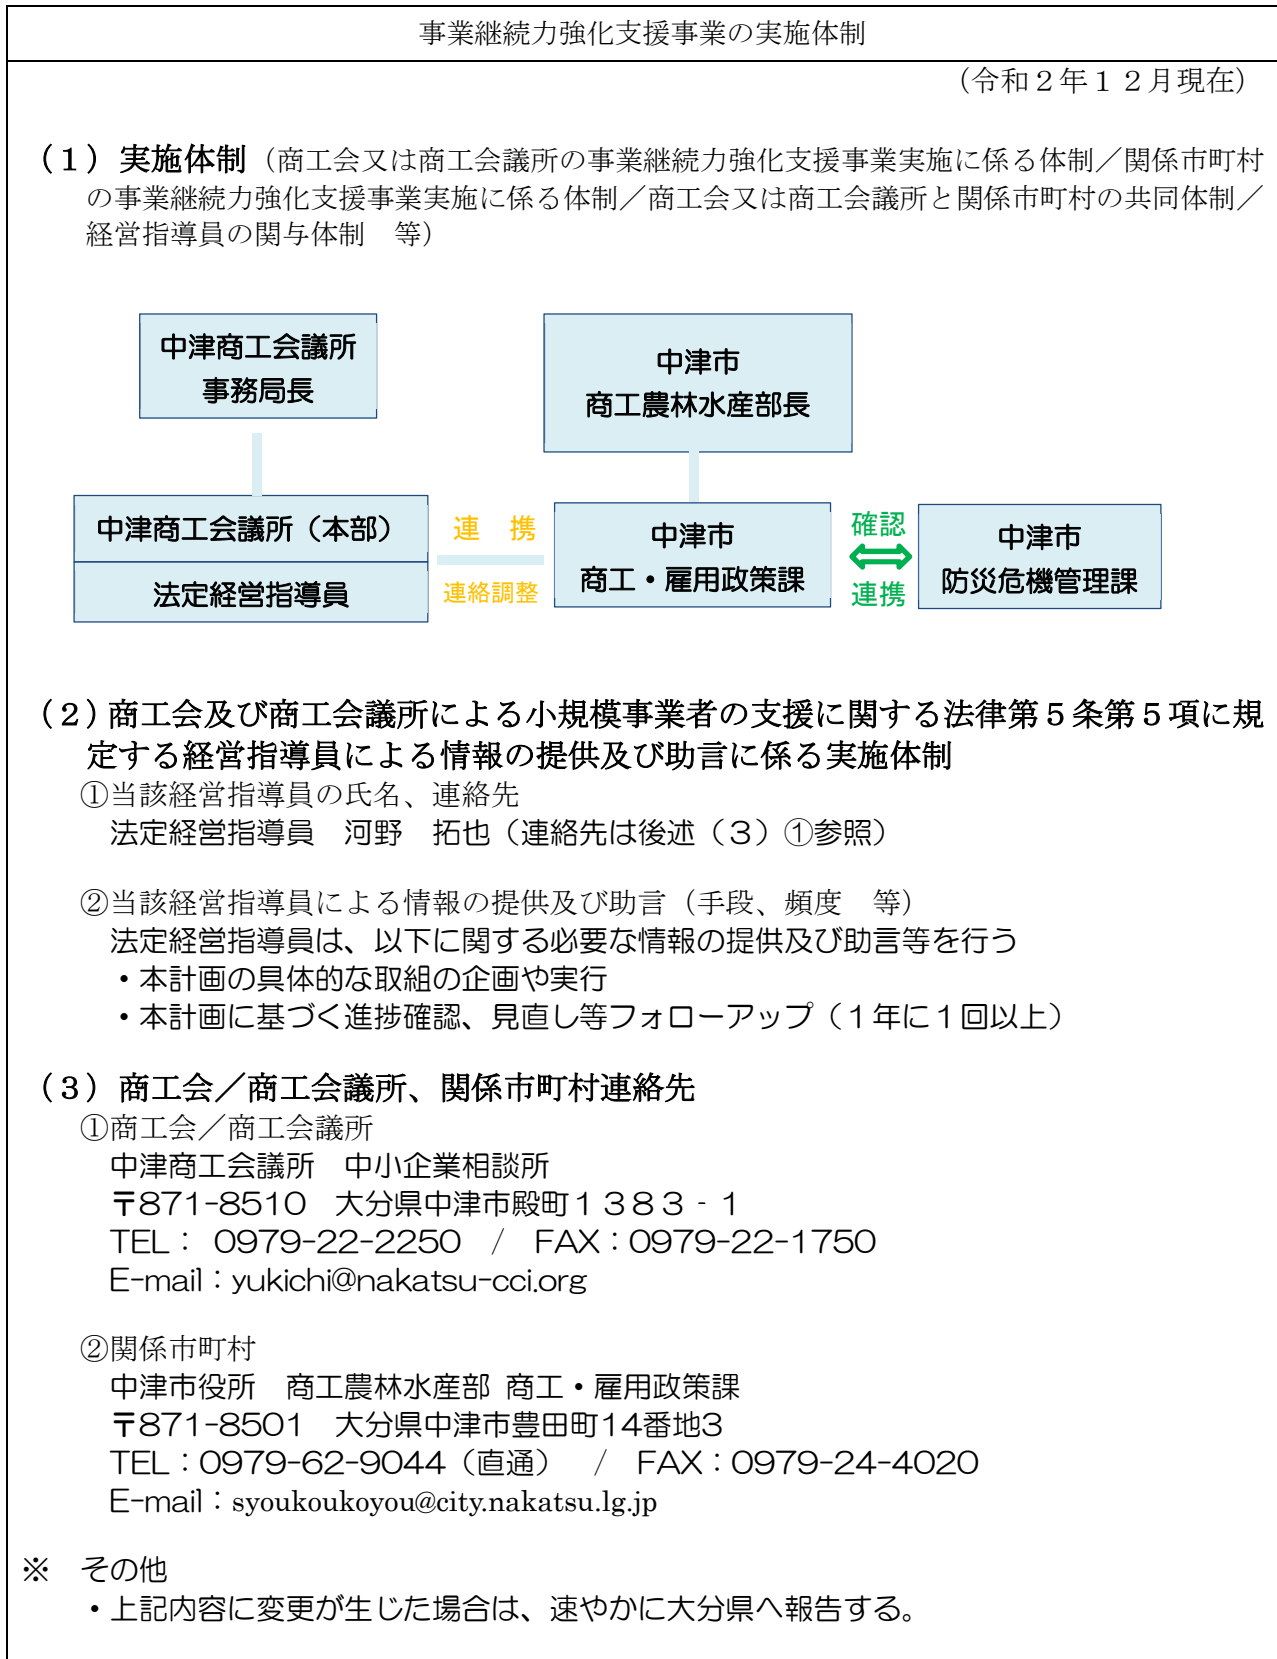 事業継続力強化支援事業の実施体制
（令和２年１２月現在）
（１）実施体制（商工会又は商工会議所の事業継続力強化支援事業実施に係る体制／関係市町村
の事業継続力強化支援事業実施に係る体制／商工会又は商工会議所と関係市町村の共同体制／
経営指導員の関与体制　等）
中津商工会議所
事務局長
中津市
商工農林水産部長
中津商工会議所（本部）
法定経営指導員
連　携
連絡調整
中津市
商工・雇用政策課
確認
連携
中津市
防災危機管理課
（２）商工会及び商工会議所による小規模事業者の支援に関する法律第５条第５項に規
定する経営指導員による情報の提供及び助言に係る実施体制
①当該経営指導員の氏名、連絡先
法定経営指導員　河野　拓也（連絡先は後述（３）①参照）
②当該経営指導員による情報の提供及び助言（手段、頻度　等）
法定経営指導員は、以下に関する必要な情報の提供及び助言等を行う
・本計画の具体的な取組の企画や実行
・本計画に基づく進捗確認、見直し等フォローアップ（１年に１回以上）
（３）商工会／商工会議所、関係市町村連絡先
①商工会／商工会議所
中津商工会議所　中小企業相談所
〒871-8510　大分県中津市殿町１３８３‐１
TEL： 0979-22-2250　/　FAX：0979-22-1750
E-mail：yukichi@nakatsu-cci.org
②関係市町村
中津市役所　商工農林水産部 商工・雇用政策課
〒871-8501　大分県中津市豊田町14番地3
TEL：0979-62-9044（直通）　/　FAX：0979-24-4020
E-mail：syoukoukoyou@city.nakatsu.lg.jp
※　その他
・上記内容に変更が生じた場合は、速やかに大分県へ報告する。